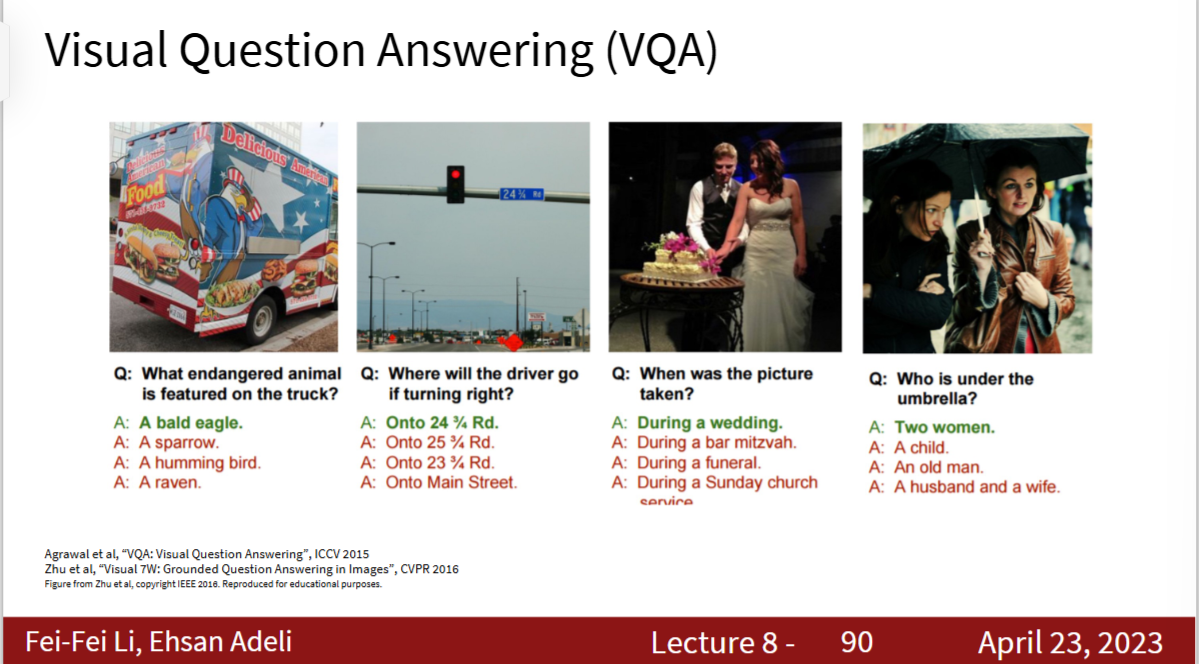 Visual Question Answering (VQA)
Delicious American
Delicious
American
Food
24 ¾ Rd
Q: What endangered animal
is featured on the truck?
A: A bald eagle.
A: A sparrow.
A: A humming bird.
A: A raven.
Q: Where will the driver go
if turning right?
A: Onto 24 ¾ Rd.
A: Onto 25 ¾ Rd.
A: Onto 23 ¾ Rd.
A: Onto Main Street.
Q: When was the picture
taken?
A: During a wedding.
A: During a bar mitzvah.
A: During a funeral.
A: During a Sunday church
service
Q: Who is under the
umbrella?
A: Two women.
A: A child.
A: An old man.
A: A husband and a wife.
Agrawal et al, “VQA: Visual Question Answering”, ICCV 2015
Zhu et al, “Visual 7W: Grounded Question Answering in Images”, CVPR 2016
Figure from Zhu et al, copyright IEEE 2016. Reproduced for educational purposes.
Fei-Fei Li, Ehsan Adeli
Lecture 8 - 90
April 23, 2023